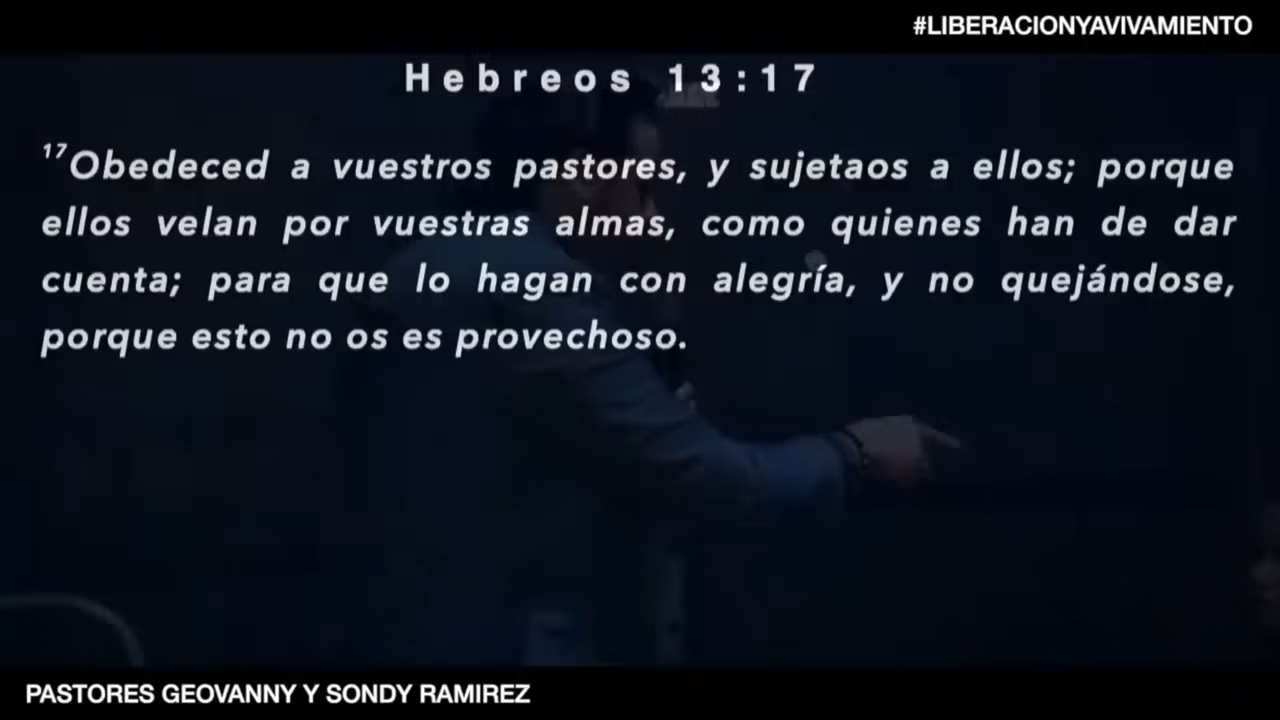 #LIBERACIONYAVIVAMIENTO
Hebreos 13:17
17Obedeced a vuestros pastores, y sujetaos a ellos; porque
ellos velan por vuestras almas, como quienes han de dar
cuenta; para que lo hagan con alegría, y no quejándose,
porque esto no os es provechoso.
PASTORES GEOVANNY Y SONDY RAMIREZ